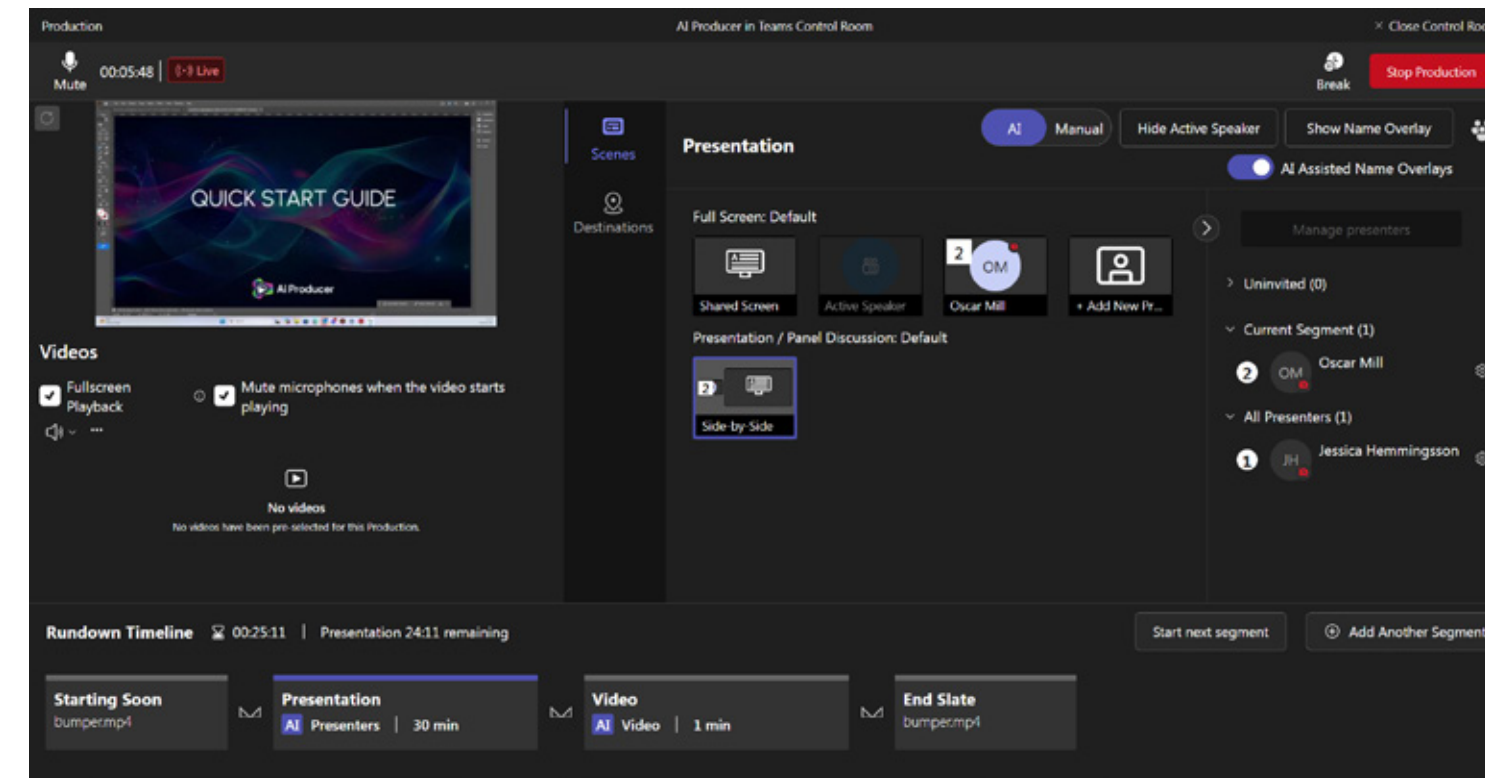 Production
AI Producer in Teams Control Room
× Close Control Roo
Mute
00:05:48
Live
Break
Stop Production
QUICK START GUIDE
AI Producer
Videos
Fullscreen
Playback
Mute microphones when the video starts
playing
No videos
No videos have been pre-selected for this Production.
Scenes
Destinations
Presentation
AI
Manual
Hide Active Speaker
Show Name Overlay
AI Assisted Name Overlays
Full Screen: Default
Shared Screen
Active Speaker
2
OM
Oscar Mill
+ Add New Pr...
Presentation / Panel Discussion: Default
2
Side-by-Side
Manage presenters
Uninvited (0)
Current Segment (1)
2
OM
Oscar Mill
All Presenters (1)
1
JH
Jessica Hemmingsson
Rundown Timeline
00:25:11 | Presentation 24:11 remaining
Start next segment
Add Another Segment
Starting Soon
bumper.mp4
Presentation
AI Presenters | 30 min
Video
AI Video | 1 min
End Slate
bumper.mp4